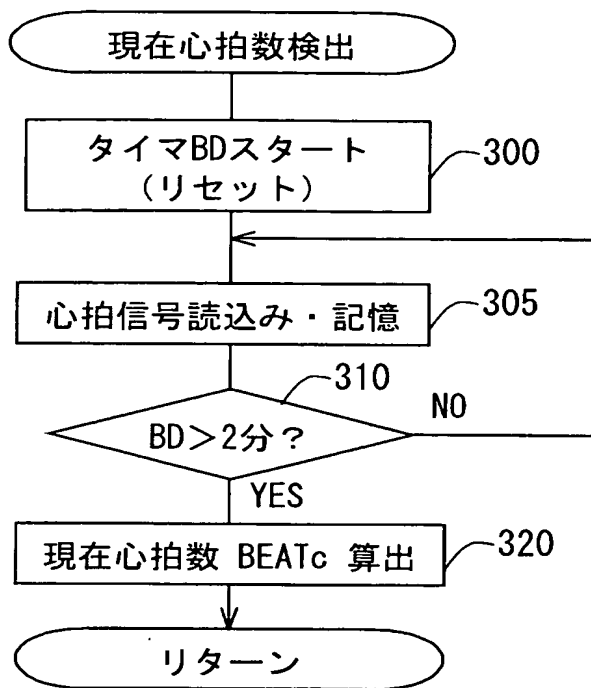 現在心拍数検出
タイマBDスタート
(リセット)
300
心拍信号読込み・記憶
305
310
BD>2分?
NO
YES
現在心拍数 BEATc 算出
320
リターン